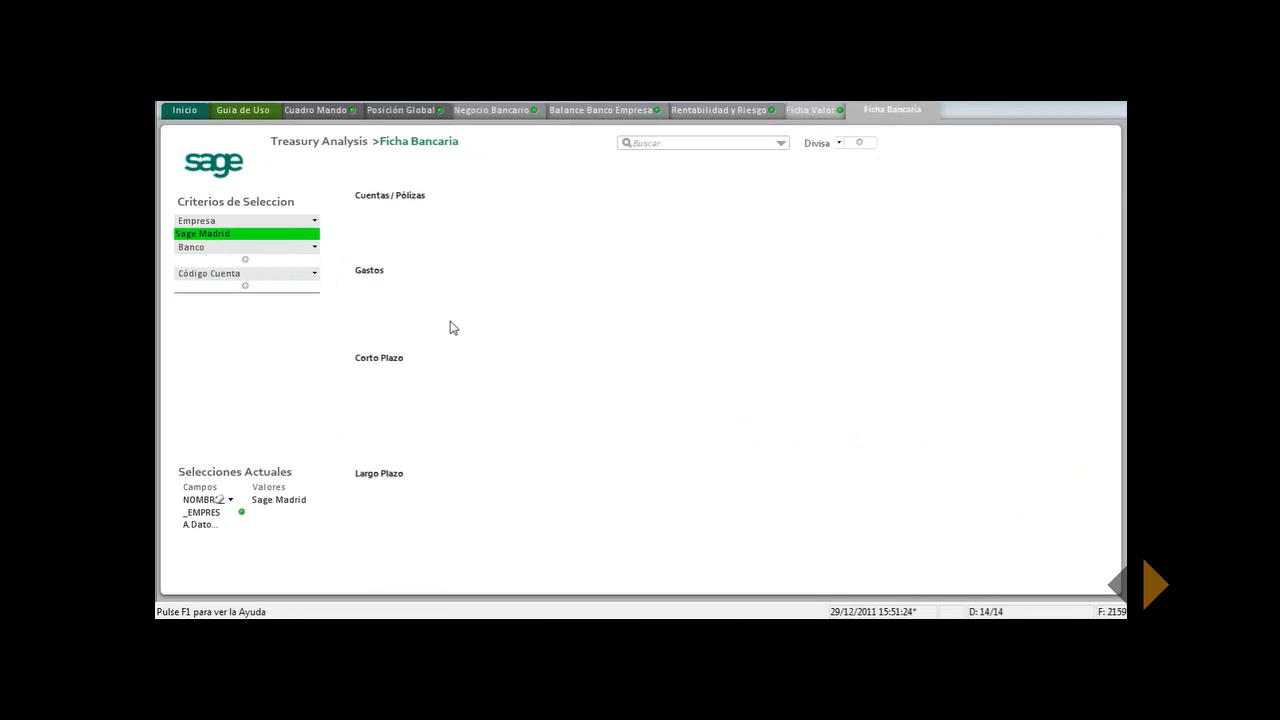 Inicio Guía de Uso Cuadro Mando Posición Global Negocio Bancario Balance Banco Empresa Rentabilidad y Riesgo Ficha Valor Ficha Bancaria
Treasury Analysis >Ficha Bancaria
Buscar
Divisa
sage
Criterios de Seleccion
Empresa
Sage Madrid
Banco
Código Cuenta
Cuentas / Pólizas
Gastos
Corto Plazo
Largo Plazo
Selecciones Actuales
Campos Valores
NOMBR Sage Madrid
_EMPRES
A.Dato...
Pulse F1 para ver la Ayuda 29/12/2011 15:51:24* D: 14/14 F: 2159